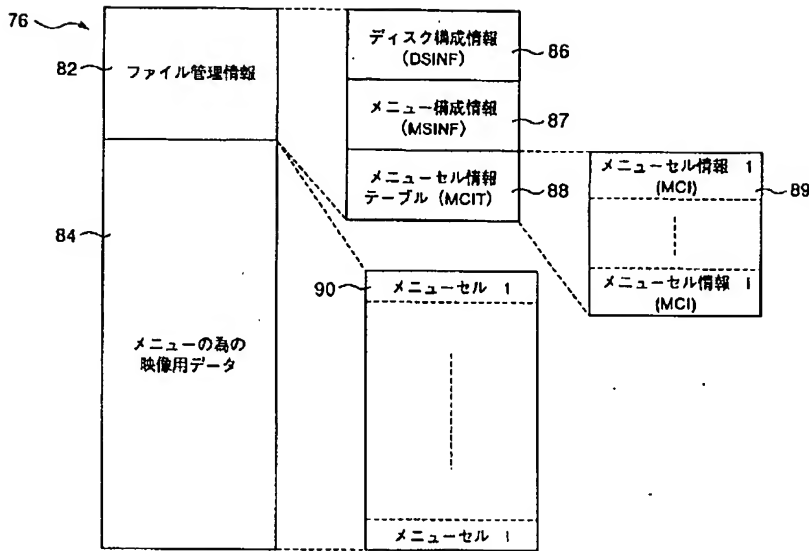 76
82
ファイル管理情報
84
メニューの為の
映像用データ
ディスク構成情報
(DSINF)
86
メニュー構成情報
(MSINF)
87
メニューセル情報
テーブル (MCIT)
88
メニューセル情報 1
(MCI)
89
メニューセル情報 I
(MCI)
90
メニューセル 1
メニューセル I